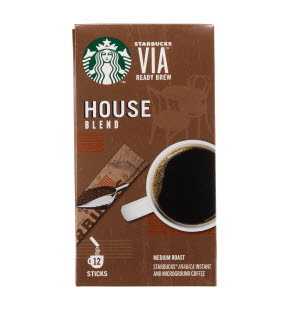 STARBUCKS
VIA
READY BREW
HOUSE
BLEND
MEDIUM ROAST
STARBUCKS® ARABICA INSTANT
AND MICROGROUND COFFEE
12
STICKS